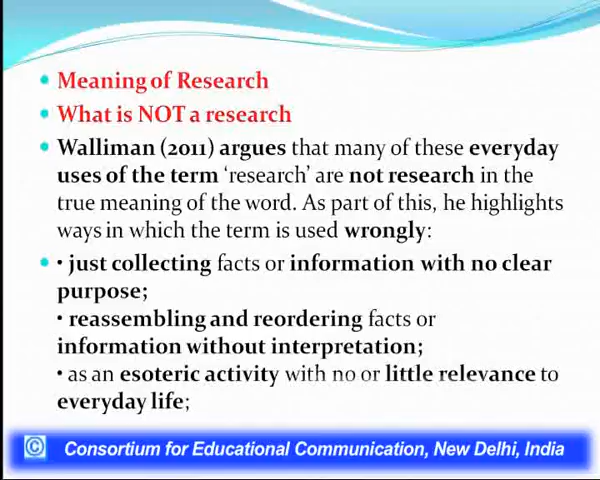 Meaning of Research
What is NOT a research
Walliman (2011) argues that many of these everyday
uses of the term ‘research’ are not research in the
true meaning of the word. As part of this, he highlights
ways in which the term is used wrongly:
• just collecting facts or information with no clear
purpose;
• reassembling and reordering facts or
information without interpretation;
• as an esoteric activity with no or little relevance to
everyday life;
© Consortium for Educational Communication, New Delhi, India